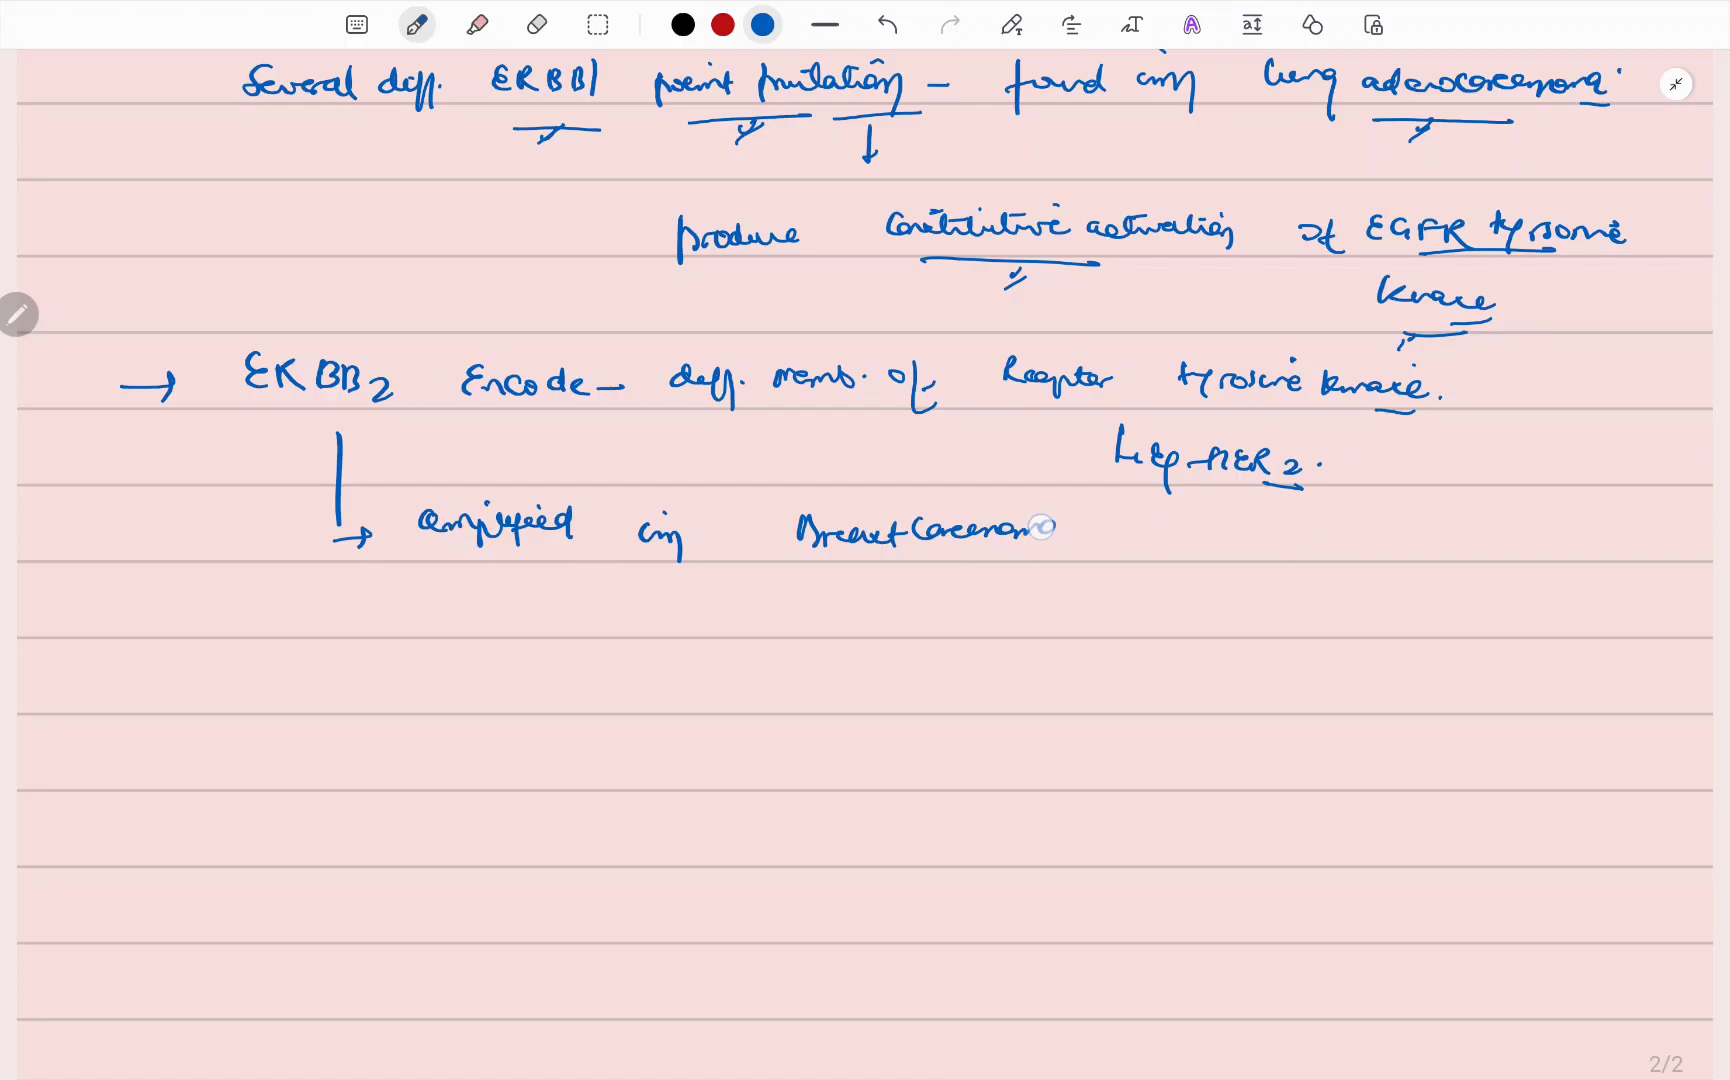 Several diff. ERBB1 point mutation - found in lung adenocarcinoma.
produce constitutive activation of EGFR tyrosine
Kinase
→ ERBB2 Encode - diff. memb. of Receptor tyrosine kinase.
HER2.
→ amplified in Breast Carcinoma
2/2